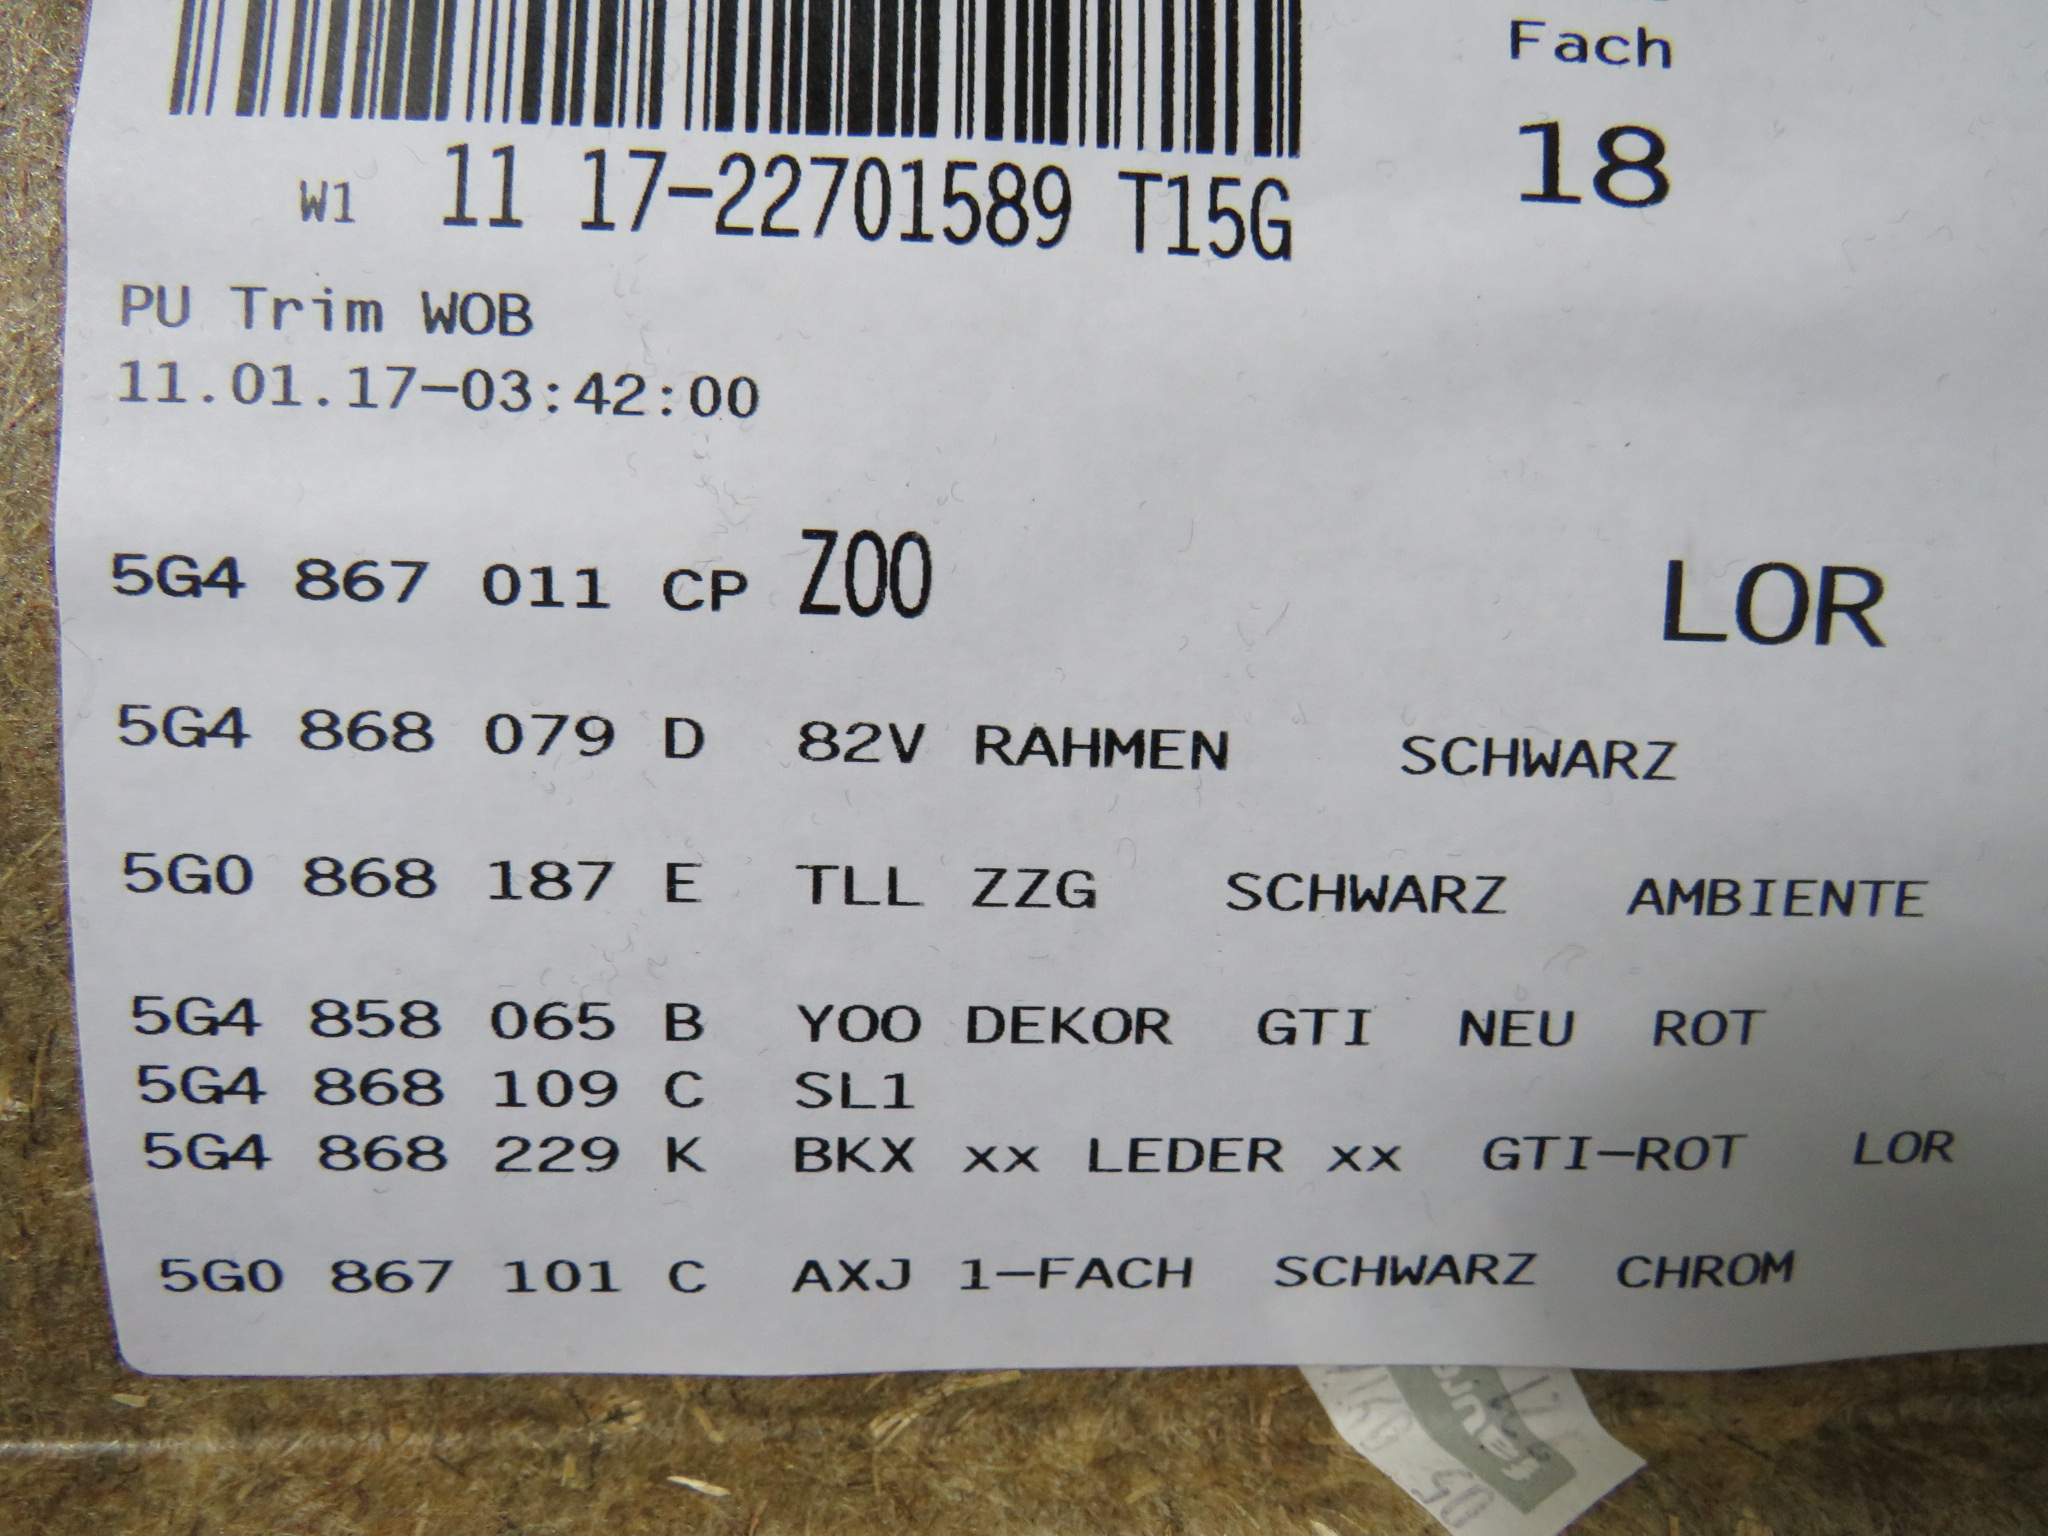 Fach
18
W1 11 17-22701589 T15G
PU Trim WOB
11.01.17-03:42:00
5G4 867 011 CP Z00 LOR
5G4 868 079 D 82V RAHMEN SCHWARZ
5G0 868 187 E TLL ZZG SCHWARZ AMBIENTE
5G4 858 065 B YOO DEKOR GTI NEU ROT
5G4 868 109 C SL1
5G4 868 229 K BKX xx LEDER xx GTI-ROT LOR
5G0 867 101 C AXJ 1-FACH SCHWARZ CHROM